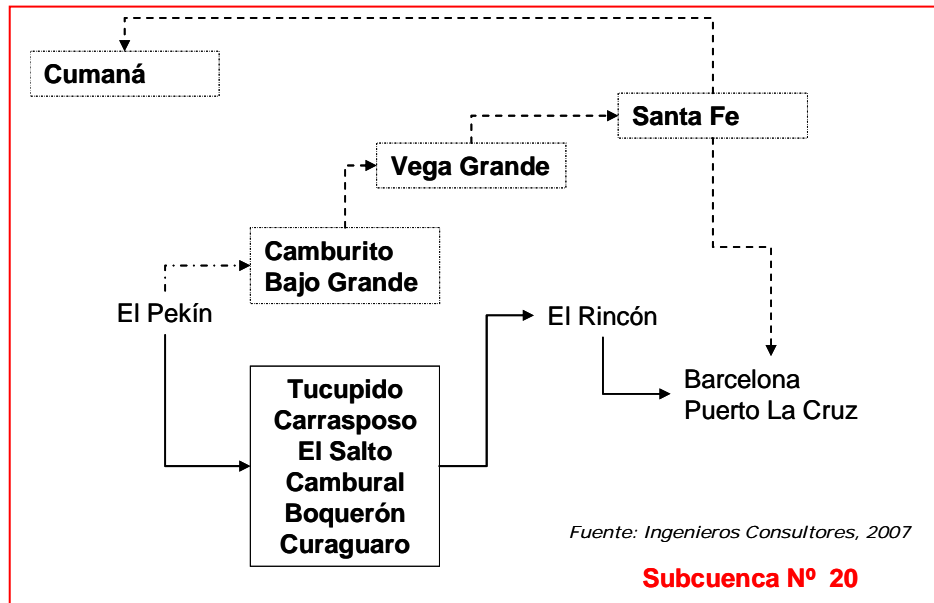 Cumaná
Santa Fe
Vega Grande
Camburito
Bajo Grande
El Pekín
El Rincón
Tucupido
Carrasposo
El Salto
Cambural
Boquerón
Curaguaro
Barcelona
Puerto La Cruz
Fuente: Ingenieros Consultores, 2007
Subcuenca Nº 20